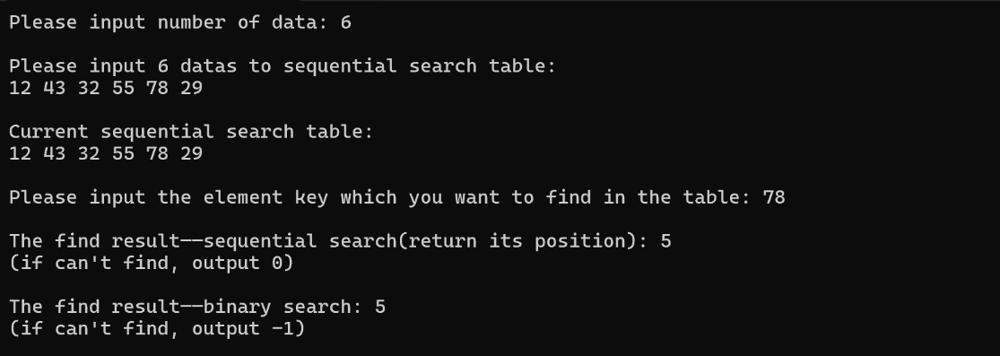 Please input number of data: 6
Please input 6 datas to sequential search table:
12 43 32 55 78 29
Current sequential search table:
12 43 32 55 78 29
Please input the element key which you want to find in the table: 78
The find result——sequential search(return its position): 5
(if can't find, output 0)
The find result——binary search: 5
(if can't find, output -1)